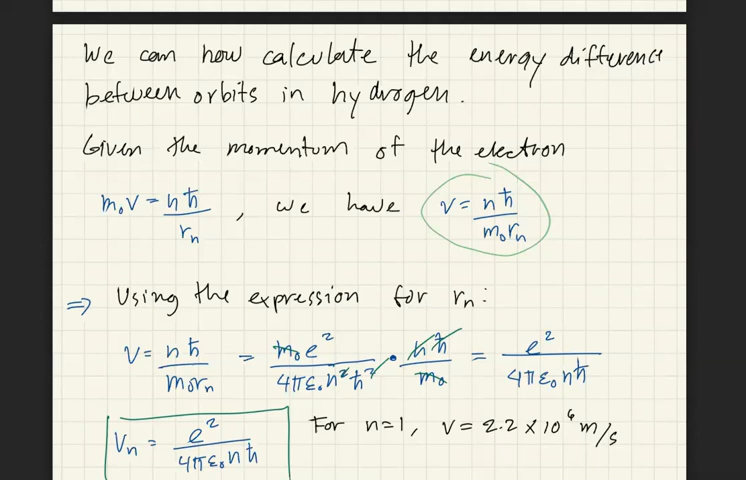 We can now calculate the energy difference
between orbits in hydrogen.
Given the momentum of the electron
m₀v = nħ/rₙ , we have v = nħ/m₀rₙ
⇒ Using the expression for rₙ:
v = nħ/m₀rₙ = m₀e²/4πε₀n²ħ² · nħ/m₀ = e²/4πε₀nħ
vₙ = e²/4πε₀nħ For n=1, v = 2.2 × 10⁶ m/s